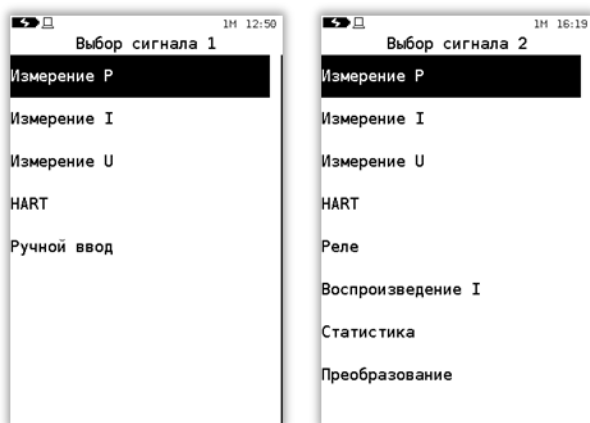 1М 12:50
Выбор сигнала 1
Измерение P
Измерение I
Измерение U
HART
Ручной ввод
1М 16:19
Выбор сигнала 2
Измерение P
Измерение I
Измерение U
HART
Реле
Воспроизведение I
Статистика
Преобразование